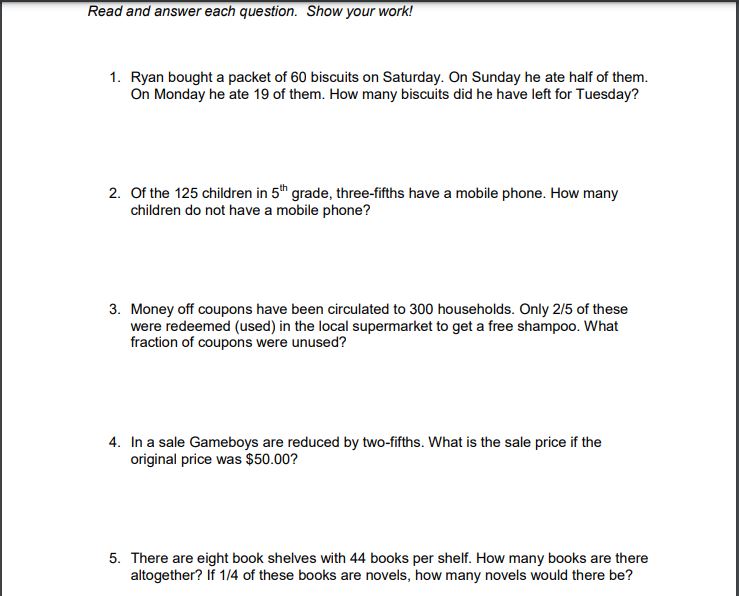 Read and answer each question.  Show your work!
1. Ryan bought a packet of 60 biscuits on Saturday. On Sunday he ate half of them.
On Monday he ate 19 of them. How many biscuits did he have left for Tuesday?
2. Of the 125 children in 5th grade, three-fifths have a mobile phone. How many
children do not have a mobile phone?
3. Money off coupons have been circulated to 300 households. Only 2/5 of these
were redeemed (used) in the local supermarket to get a free shampoo. What
fraction of coupons were unused?
4. In a sale Gameboys are reduced by two-fifths. What is the sale price if the
original price was $50.00?
5. There are eight book shelves with 44 books per shelf. How many books are there
altogether? If 1/4 of these books are novels, how many novels would there be?